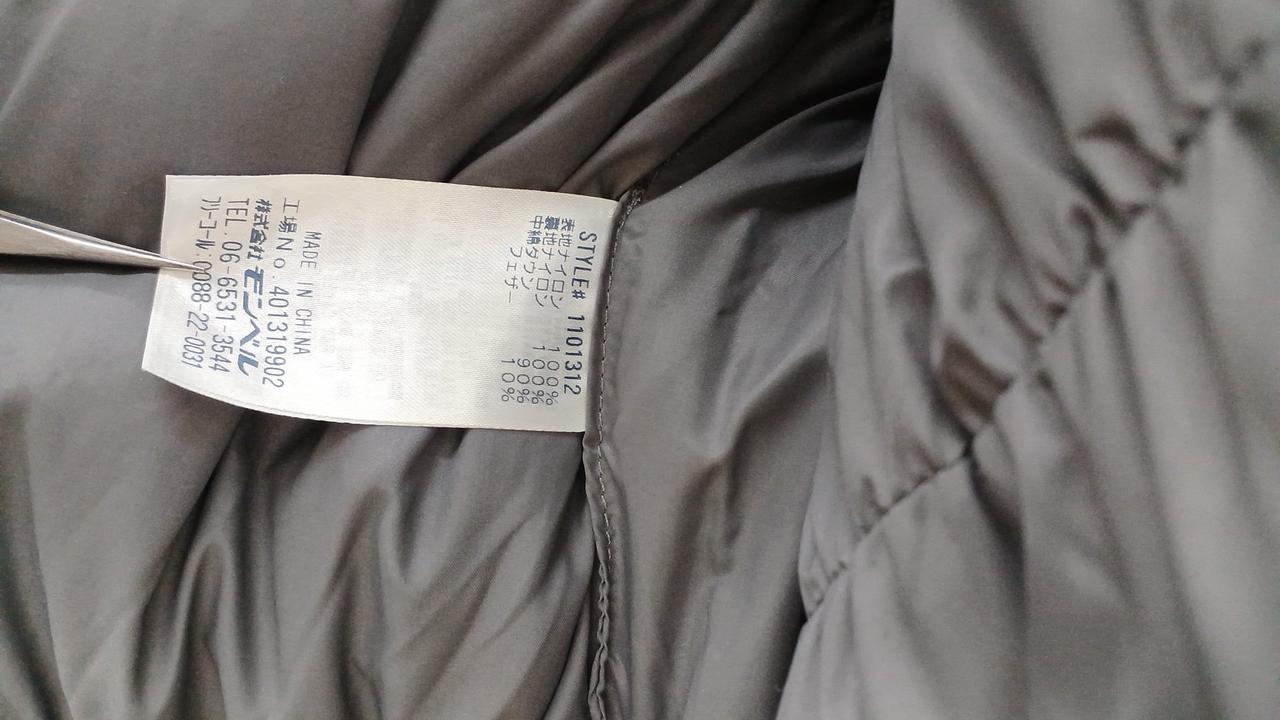 STYLE# 1101312
表地ナイロン 100%
裏地ナイロン 100%
中綿ダウン 90%
フェザー 10%
MADE IN CHINA
工場No. 401319902
株式会社 モンベル
TEL. 06-6531-3544
フリーコール:0088-22-0031